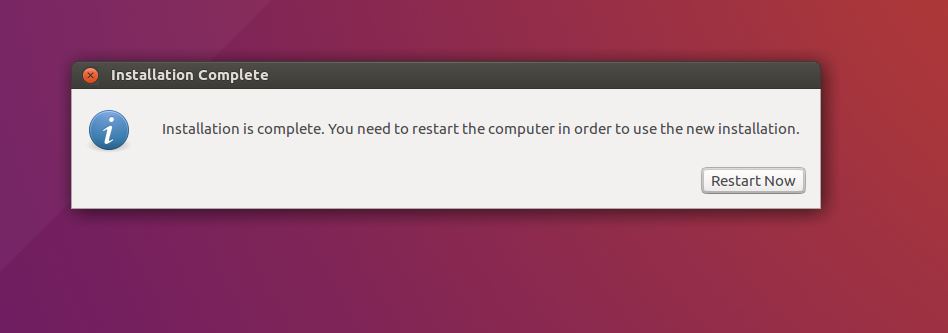 Installation Complete
Installation is complete. You need to restart the computer in order to use the new installation.
Restart Now